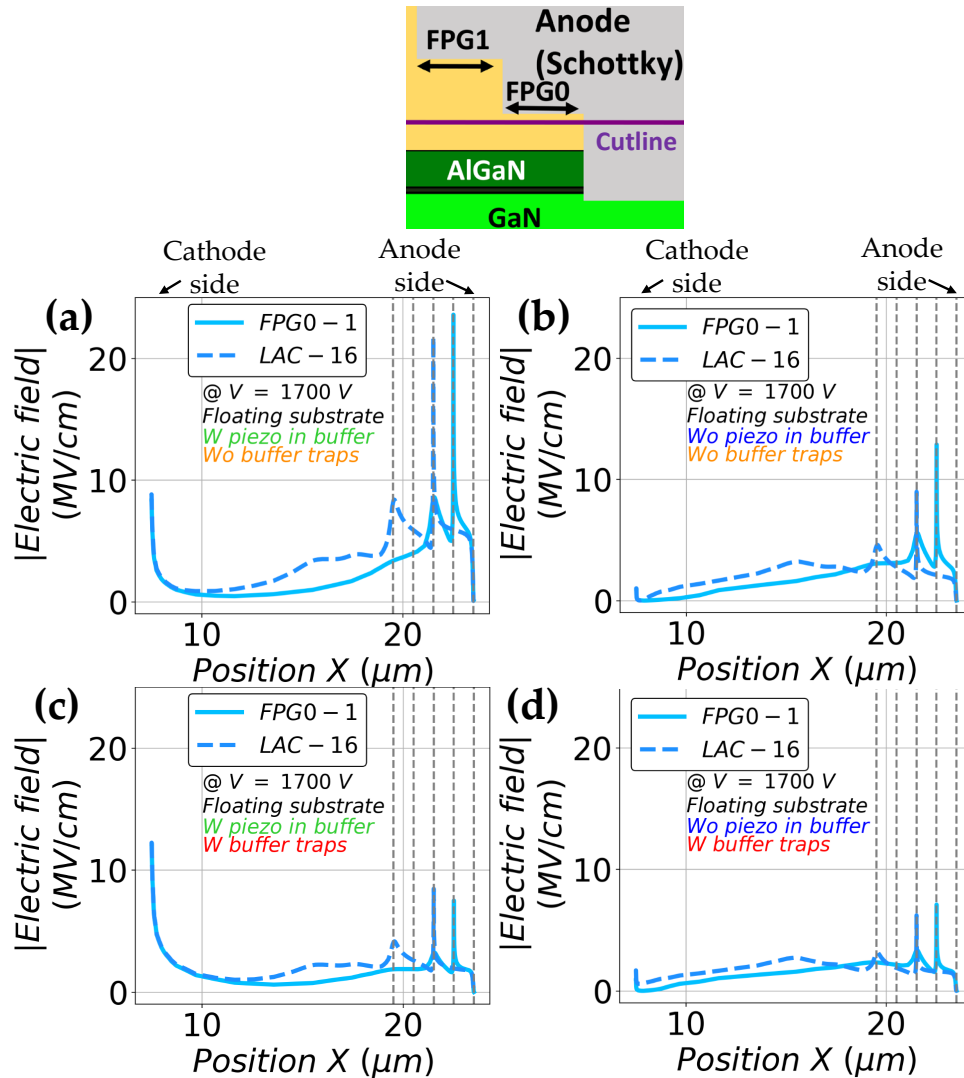 FPG1
Anode
(Schottky)
FPG0
Cutline
AlGaN
GaN
Cathode
side
Anode
side
Cathode
side
Anode
side
(a)
|Electric field|
(MV/cm)
20
10
0
FPG0 − 1
LAC − 16
@ V = 1700 V
Floating substrate
W piezo in buffer
Wo buffer traps
10
20
Position X (μm)
(b)
|Electric field|
(MV/cm)
20
10
0
FPG0 − 1
LAC − 16
@ V = 1700 V
Floating substrate
Wo piezo in buffer
Wo buffer traps
10
20
Position X (μm)
(c)
|Electric field|
(MV/cm)
20
10
0
FPG0 − 1
LAC − 16
@ V = 1700 V
Floating substrate
W piezo in buffer
W buffer traps
10
20
Position X (μm)
(d)
|Electric field|
(MV/cm)
20
10
0
FPG0 − 1
LAC − 16
@ V = 1700 V
Floating substrate
Wo piezo in buffer
W buffer traps
10
20
Position X (μm)